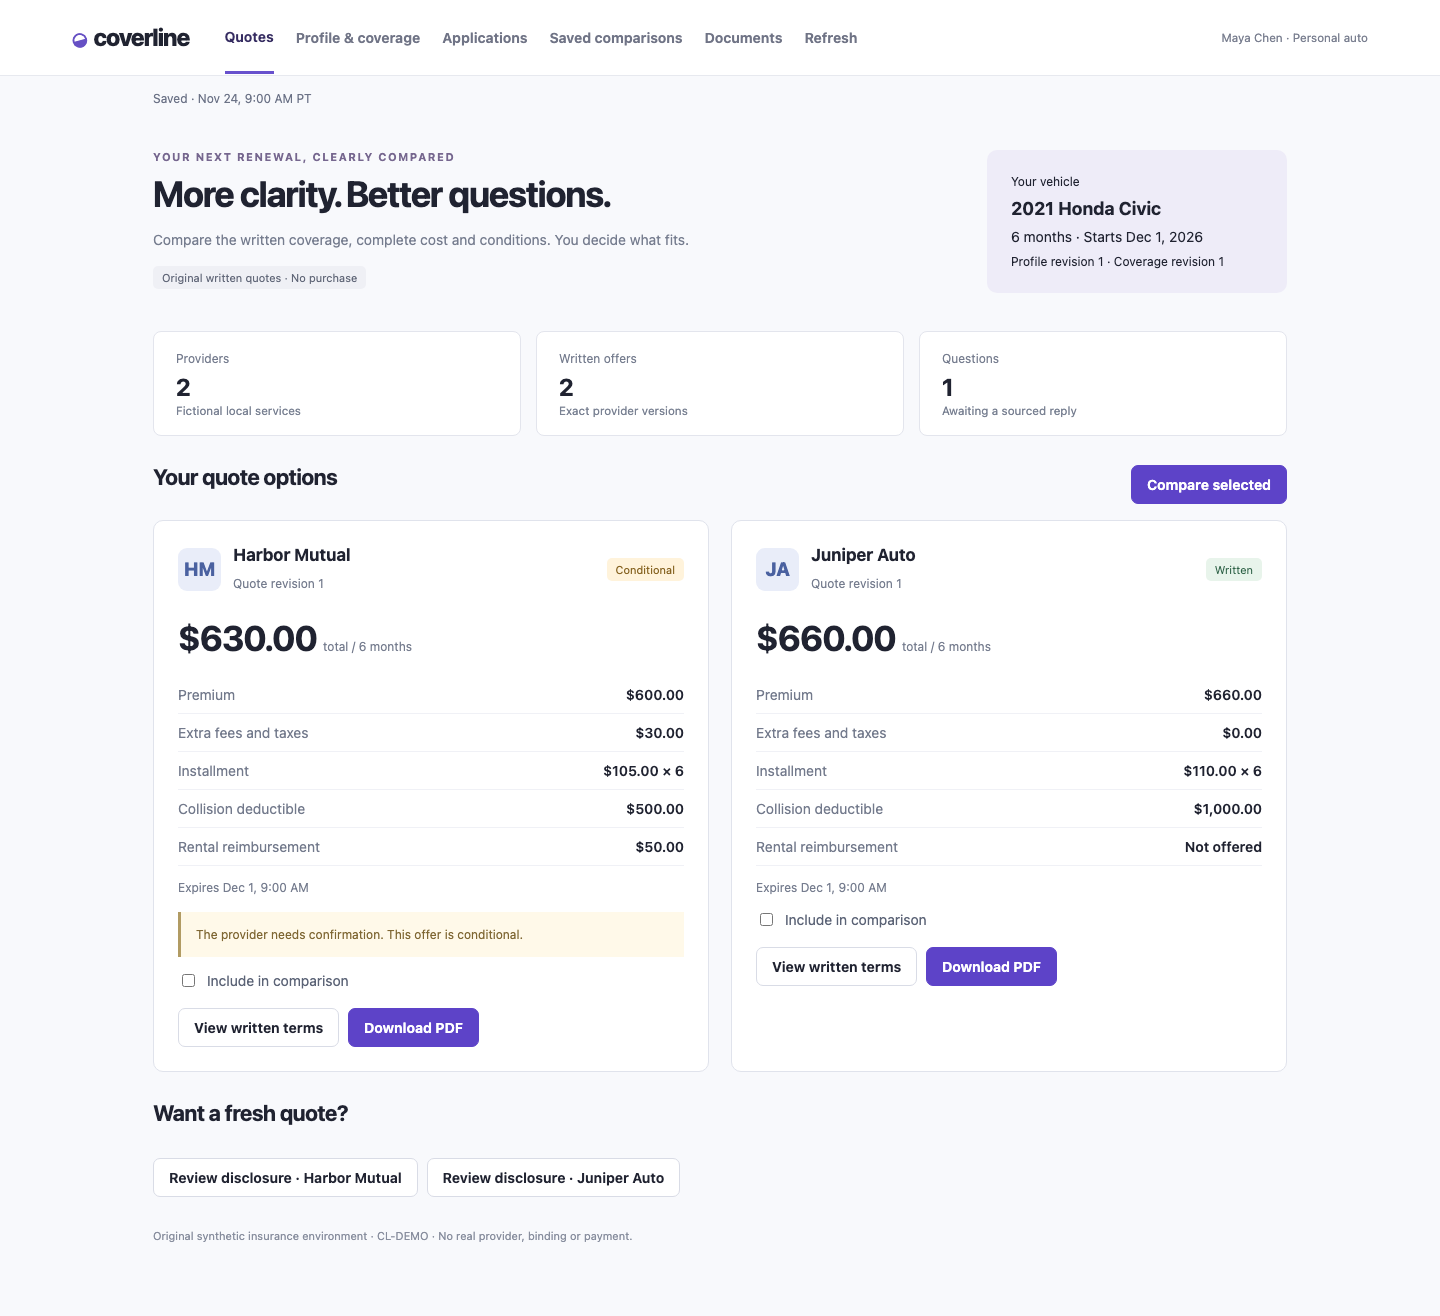 coverline
Quotes
Profile & coverage
Applications
Saved comparisons
Documents
Refresh
Maya Chen · Personal auto
Saved · Nov 24, 9:00 AM PT
YOUR NEXT RENEWAL, CLEARLY COMPARED
More clarity. Better questions.
Compare the written coverage, complete cost and conditions. You decide what fits.
Original written quotes · No purchase
Your vehicle
2021 Honda Civic
6 months · Starts Dec 1, 2026
Profile revision 1 · Coverage revision 1
Providers
2
Fictional local services
Written offers
2
Exact provider versions
Questions
1
Awaiting a sourced reply
Your quote options
Compare selected
HM
Harbor Mutual
Quote revision 1
Conditional
$630.00 total / 6 months
Premium $600.00
Extra fees and taxes $30.00
Installment $105.00 × 6
Collision deductible $500.00
Rental reimbursement $50.00
Expires Dec 1, 9:00 AM
The provider needs confirmation. This offer is conditional.
Include in comparison
View written terms
Download PDF
JA
Juniper Auto
Quote revision 1
Written
$660.00 total / 6 months
Premium $660.00
Extra fees and taxes $0.00
Installment $110.00 × 6
Collision deductible $1,000.00
Rental reimbursement Not offered
Expires Dec 1, 9:00 AM
Include in comparison
View written terms
Download PDF
Want a fresh quote?
Review disclosure · Harbor Mutual
Review disclosure · Juniper Auto
Original synthetic insurance environment · CL-DEMO · No real provider, binding or payment.